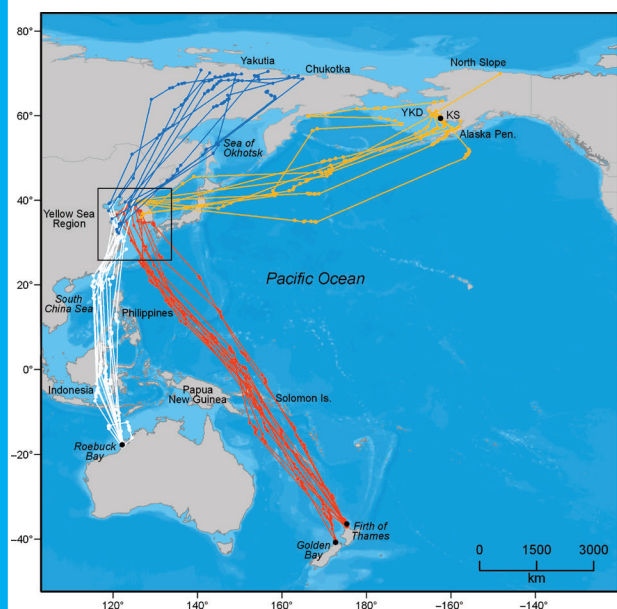 80°
60°
40°
20°
0°
−20°
−40°
Yakutia
Chukotka
North Slope
YKD
KS
Alaska Pen.
Sea of
Okhotsk
Yellow Sea
Region
Pacific Ocean
South
China Sea
Philippines
Indonesia
Papua
New Guinea
Solomon Is.
Roebuck
Bay
Firth of
Thames
Golden
Bay
0 1500 3000
km
120° 140° 160° 180° −160° −140°